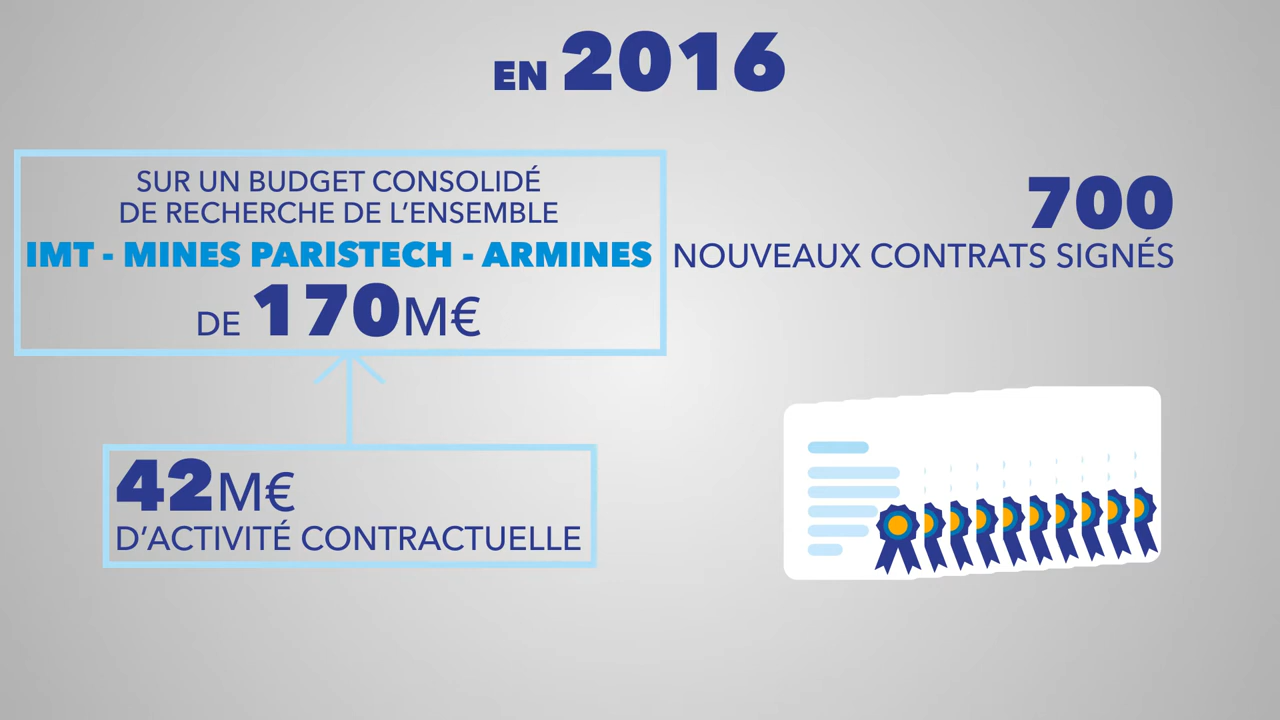 EN 2016
SUR UN BUDGET CONSOLIDÉ
DE RECHERCHE DE L’ENSEMBLE
IMT - MINES PARISTECH - ARMINES
DE 170M€
42M€
D’ACTIVITÉ CONTRACTUELLE
700
NOUVEAUX CONTRATS SIGNÉS